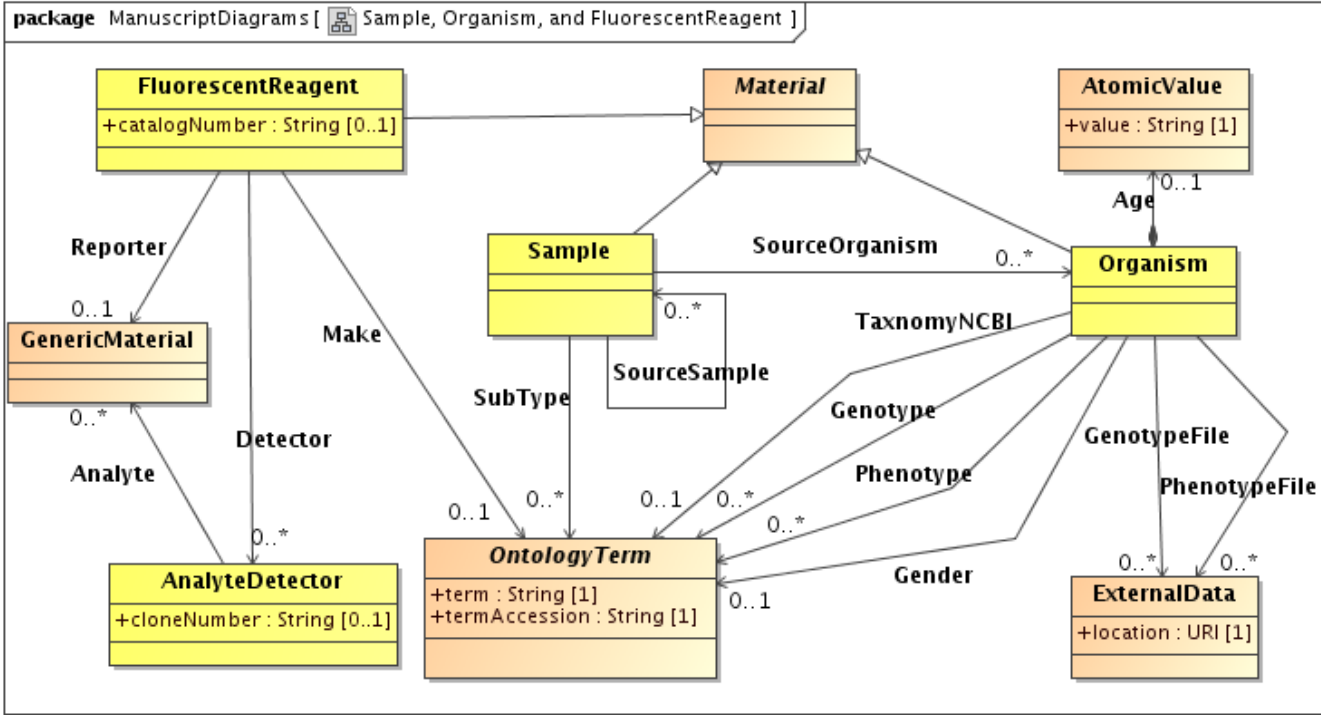 package ManuscriptDiagrams [ Sample, Organism, and FluorescentReagent ]
FluorescentReagent
+catalogNumber : String [0..1]
Material
AtomicValue
+value : String [1]
0..1
Age
Reporter
0..1
GenericMaterial
0..*
Analyte
Make
Detector
Sample
SourceOrganism
0..*
0..*
SourceSample
SubType
Organism
TaxnomyNCBI
Genotype
Phenotype
Gender
GenotypeFile
PhenotypeFile
0..1
0..*
0..1
0..*
0..*
0..1
0..*
0..*
0..*
AnalyteDetector
+cloneNumber : String [0..1]
OntologyTerm
+term : String [1]
+termAccession : String [1]
ExternalData
+location : URI [1]